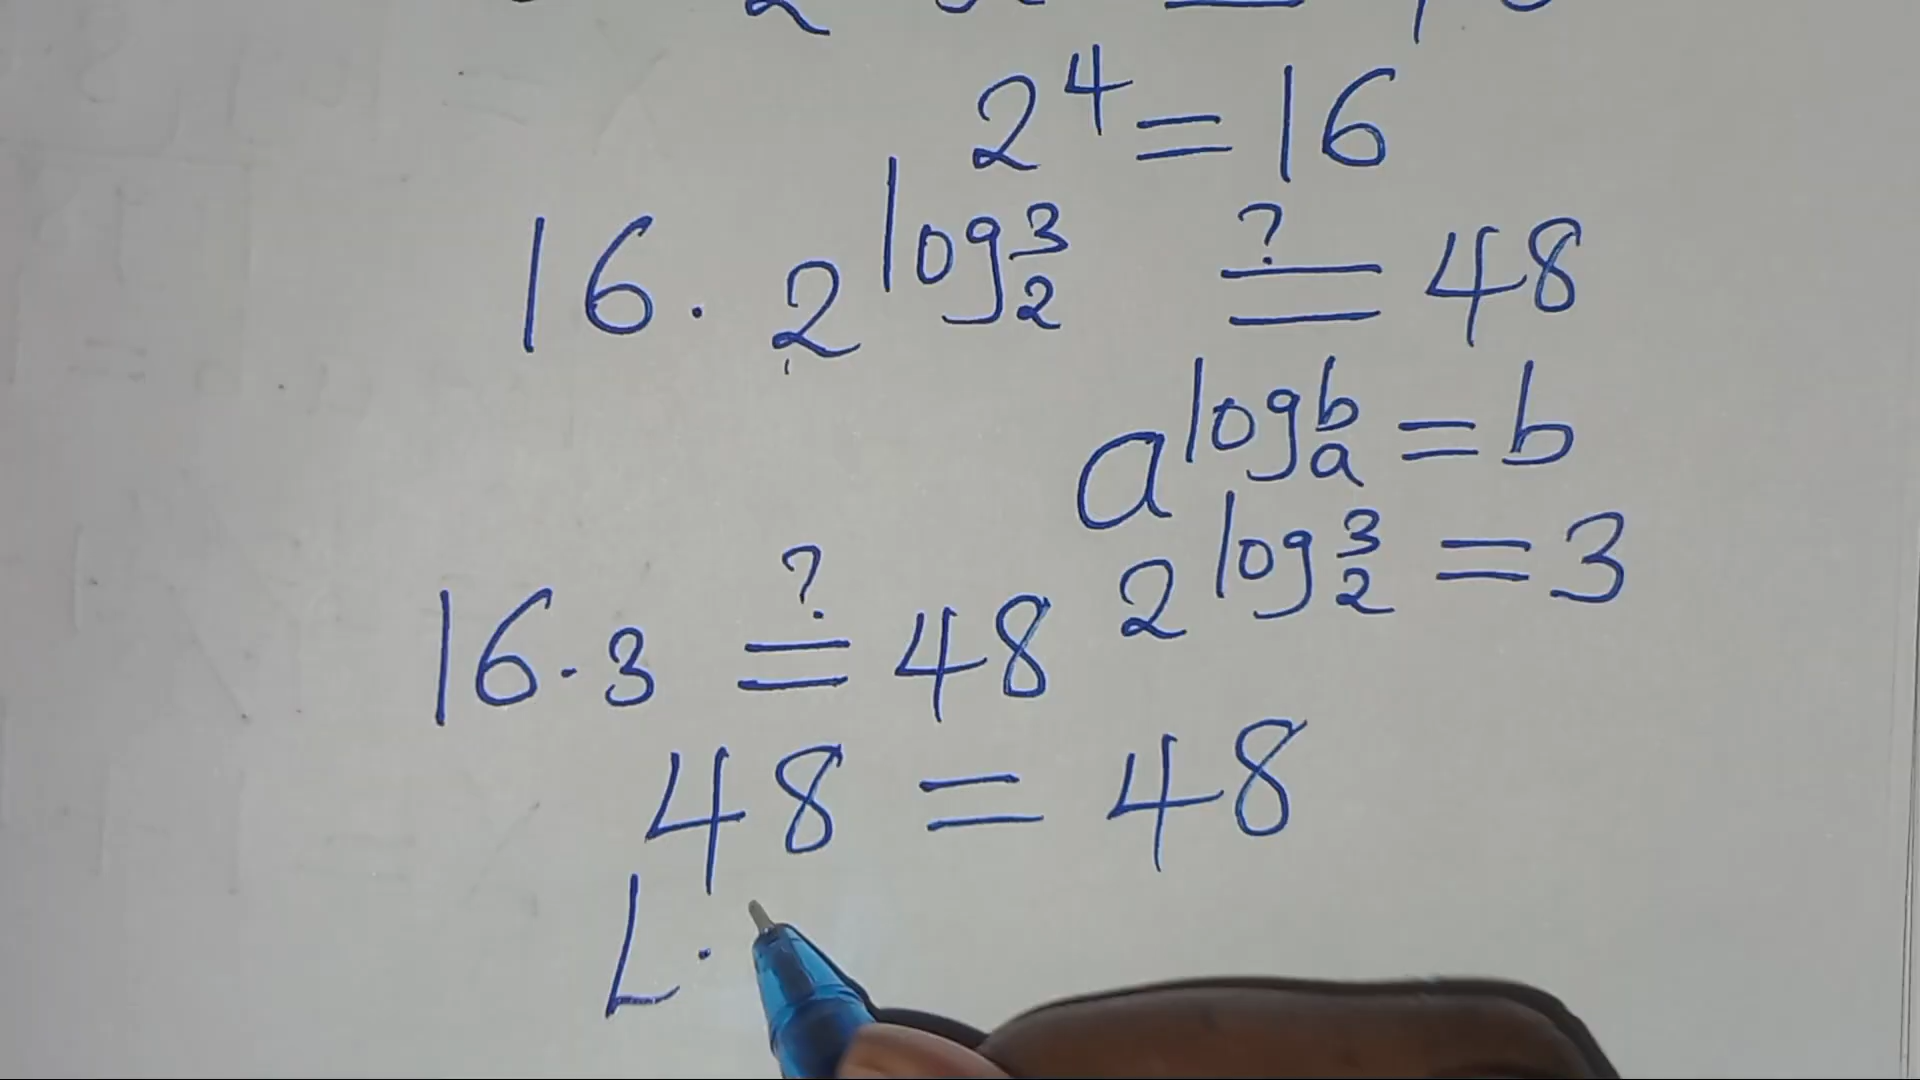 2⁴ = 16
16 . 2^(log₂3) ≟ 48
a^(logₐb) = b
2^(log₂3) = 3
16 . 3 ≟ 48
48 = 48
L .